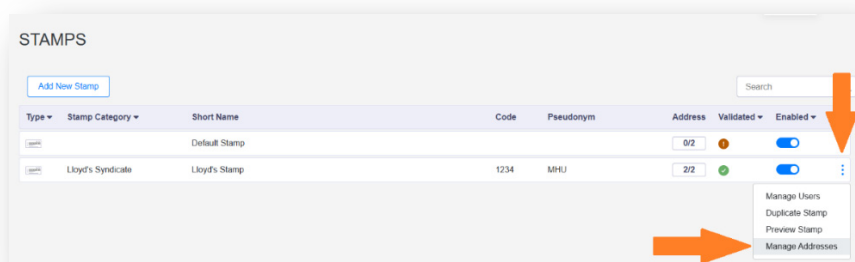 STAMPS
Add New Stamp
Search
Type Stamp Category Short Name Code Pseudonym Address Validated Enabled
Default Stamp 0/2
Lloyd's Syndicate Lloyd's Stamp 1234 MHU 2/2
Manage Users
Duplicate Stamp
Preview Stamp
Manage Addresses